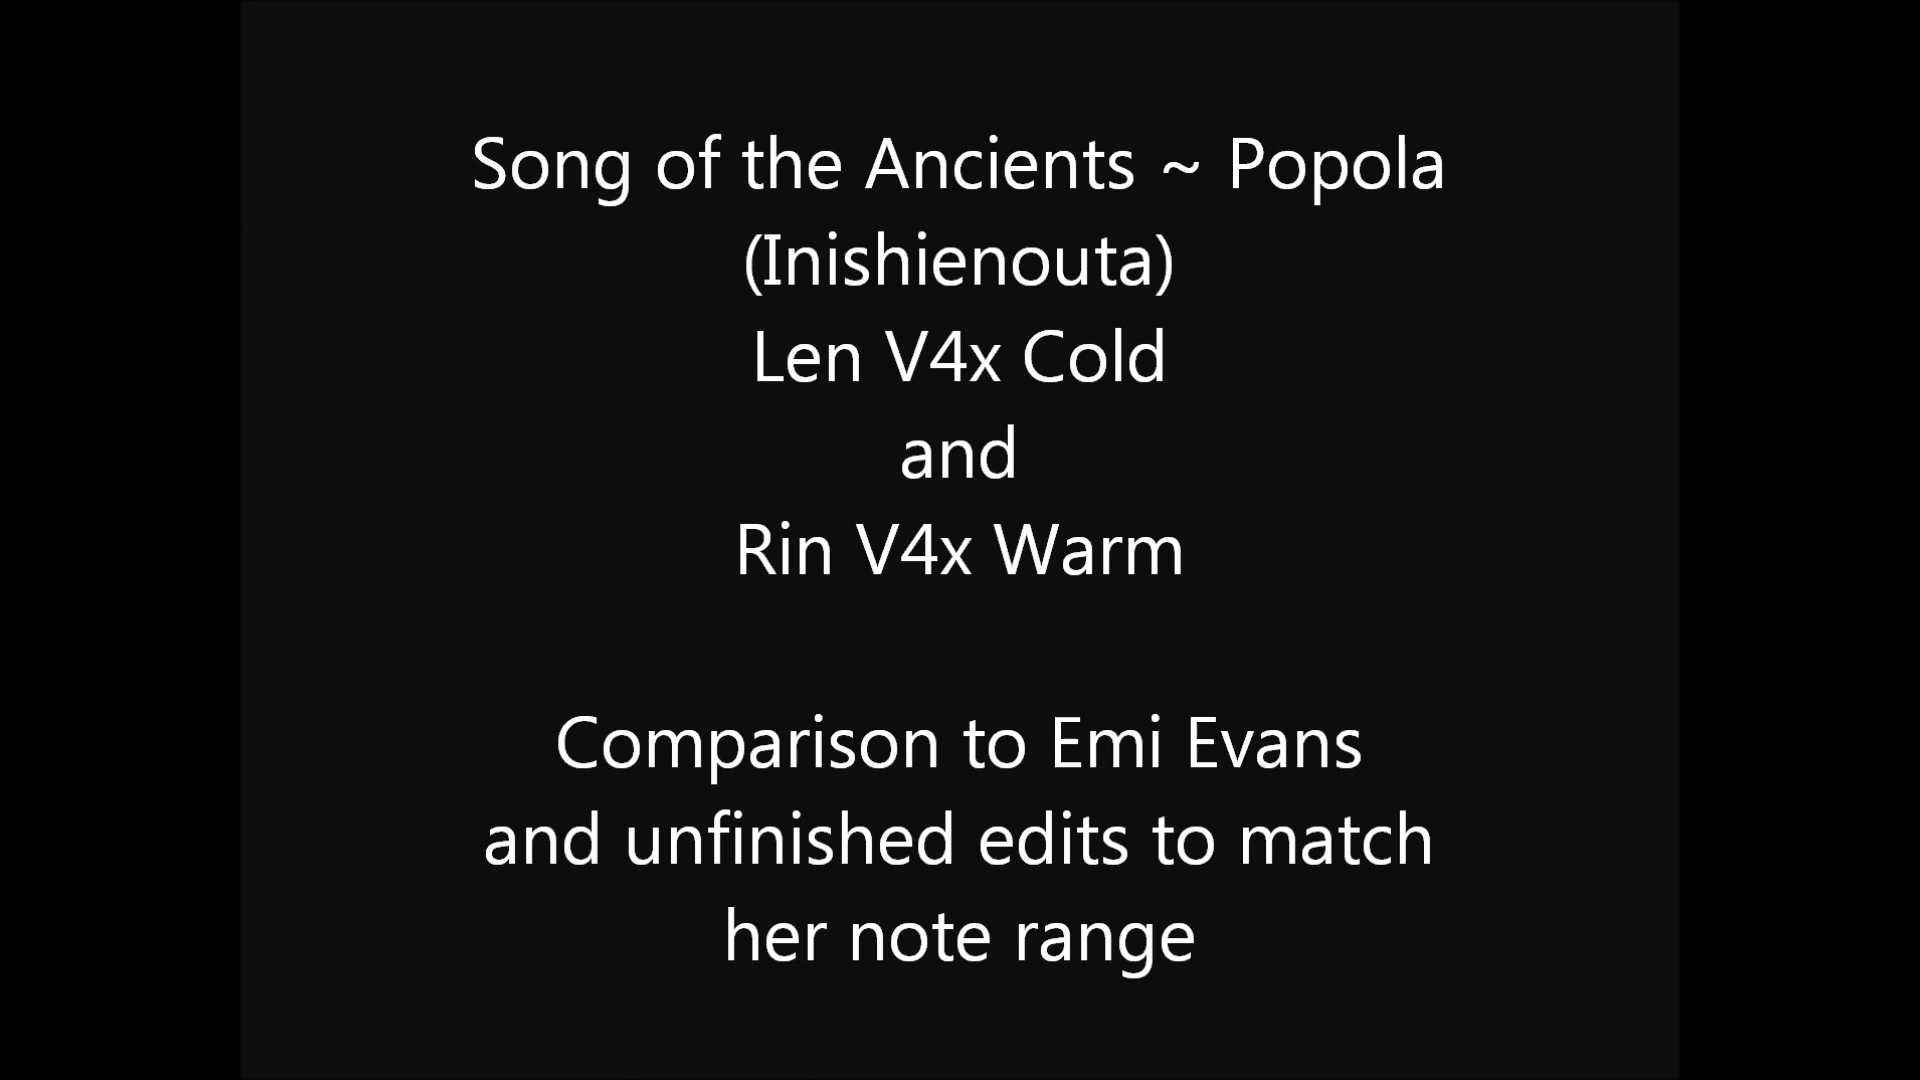 Song of the Ancients ~ Popola
(Inishienouta)
Len V4x Cold
and
Rin V4x Warm
Comparison to Emi Evans
and unfinished edits to match
her note range